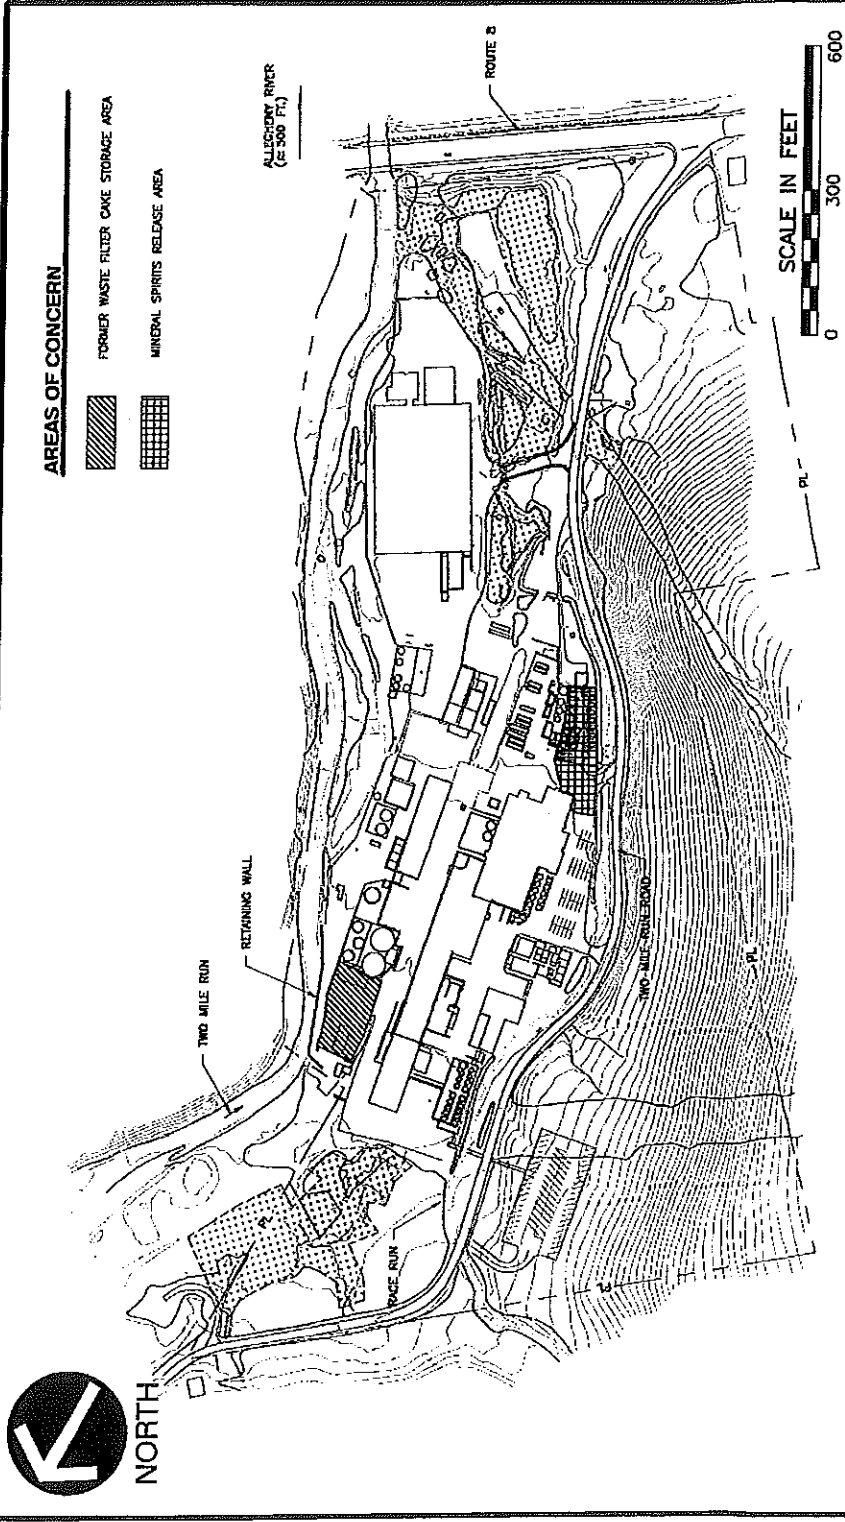 AREAS OF CONCERN
FORMER WASTE FILTER CAKE STORAGE AREA
MINERAL SPIRITS RELEASE AREA
ALLEGHENY RIVER
(≅ 500 FT.)
ROUTE 8
TWO MILE RUN
RETAINING WALL
NORTH
RACE RUN
TWO MILE RUN ROAD
PL
PL
PL
PL
SCALE IN FEET
0 300 600